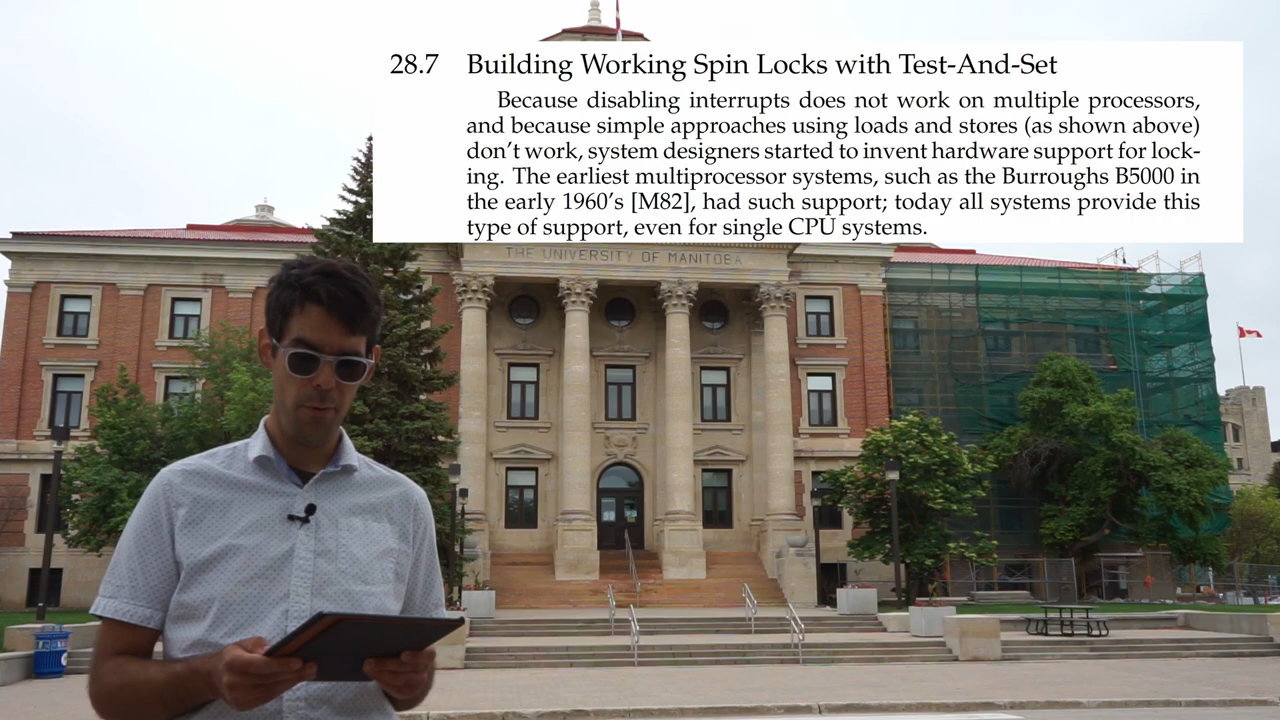 28.7 Building Working Spin Locks with Test-And-Set
Because disabling interrupts does not work on multiple processors,
and because simple approaches using loads and stores (as shown above)
don't work, system designers started to invent hardware support for lock-
ing. The earliest multiprocessor systems, such as the Burroughs B5000 in
the early 1960's [M82], had such support; today all systems provide this
type of support, even for single CPU systems.
THE UNIVERSITY OF MANITOBA